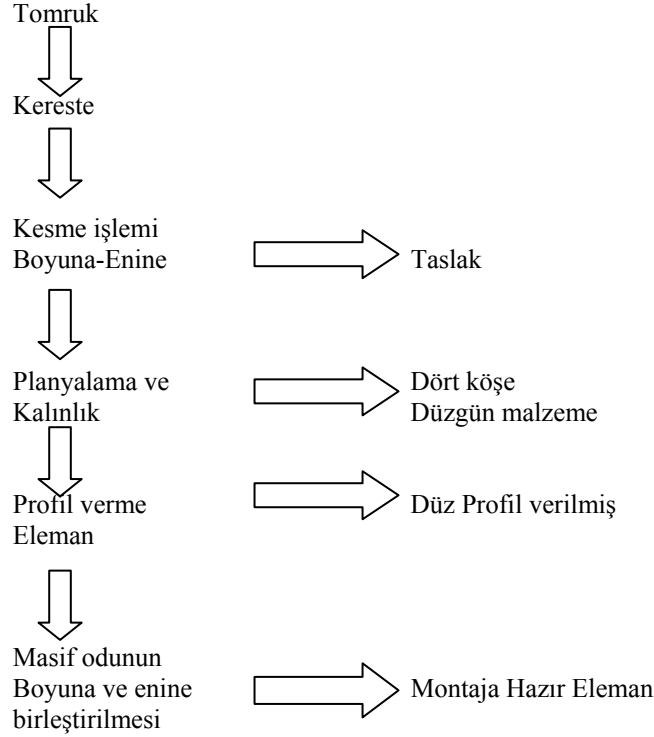 Tomruk
Kereste
Kesme işlemi
Boyuna-Enine
Taslak
Planyalama ve
Kalınlık
Dört köşe
Düzgün malzeme
Profil verme
Eleman
Düz Profil verilmiş
Masif odunun
Boyuna ve enine
birleştirilmesi
Montaja Hazır Eleman